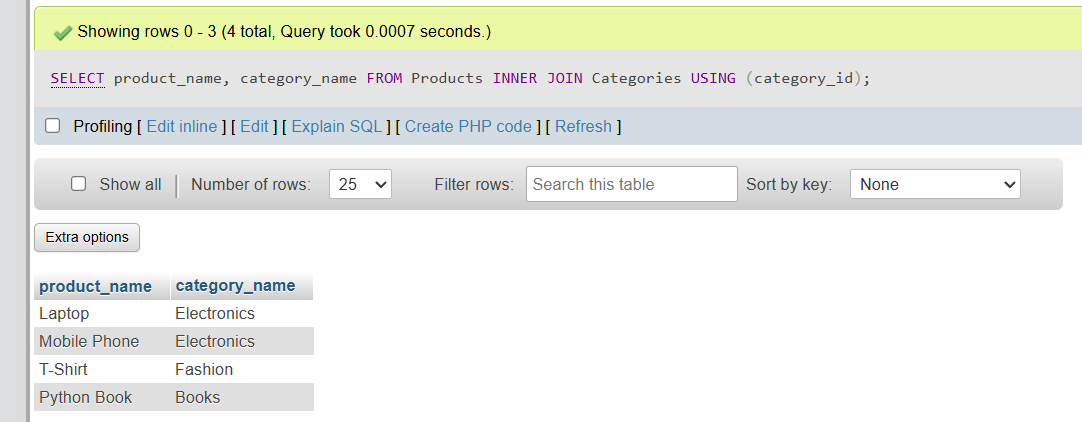 Showing rows 0 - 3 (4 total, Query took 0.0007 seconds.)
SELECT product_name, category_name FROM Products INNER JOIN Categories USING (category_id);
Profiling [ Edit inline ] [ Edit ] [ Explain SQL ] [ Create PHP code ] [ Refresh ]
Show all | Number of rows: 25 Filter rows: Search this table Sort by key: None
Extra options
product_name category_name
Laptop Electronics
Mobile Phone Electronics
T-Shirt Fashion
Python Book Books